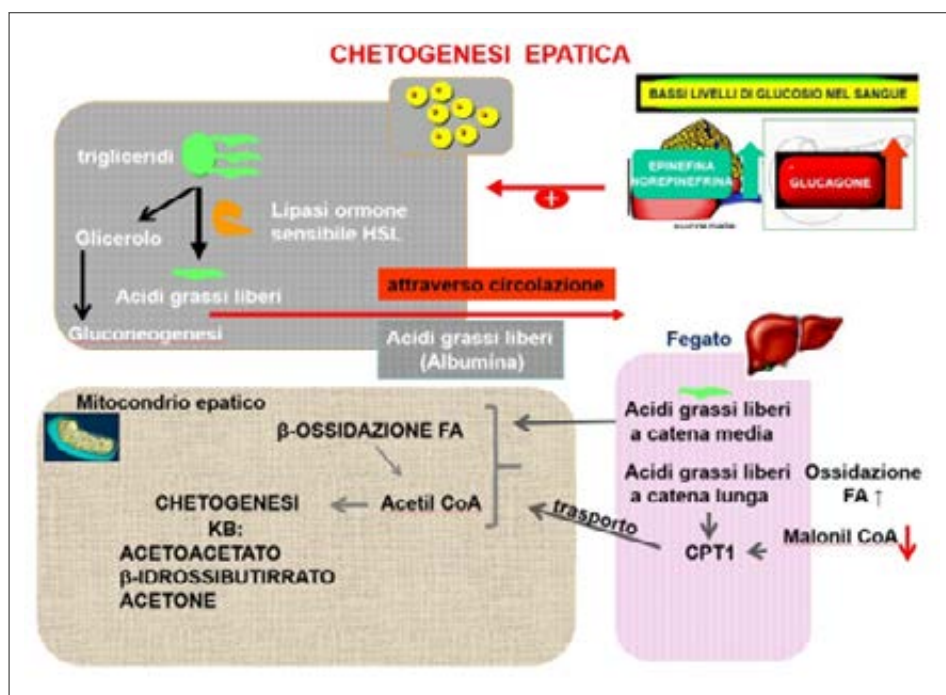 CHETOGENESI EPATICA
BASSI LIVELLI DI GLUCOSIO NEL SANGUE
EPINEFINA
NOREPINEFRINA
GLUCAGONE
+
trigliceridi
Lipasi ormone
sensibile HSL
Glicerolo
Acidi grassi liberi
Gluconeogenesi
attraverso circolazione
Acidi grassi liberi
(Albumina)
Fegato
Acidi grassi liberi
a catena media
Acidi grassi liberi
a catena lunga
CPT1
Ossidazione
FA ↑
Malonil CoA
trasporto
Mitocondrio epatico
β-OSSIDAZIONE FA
Acetil CoA
CHETOGENESI
KB:
ACETOACETATO
β-IDROSSIBUTIRRATO
ACETONE